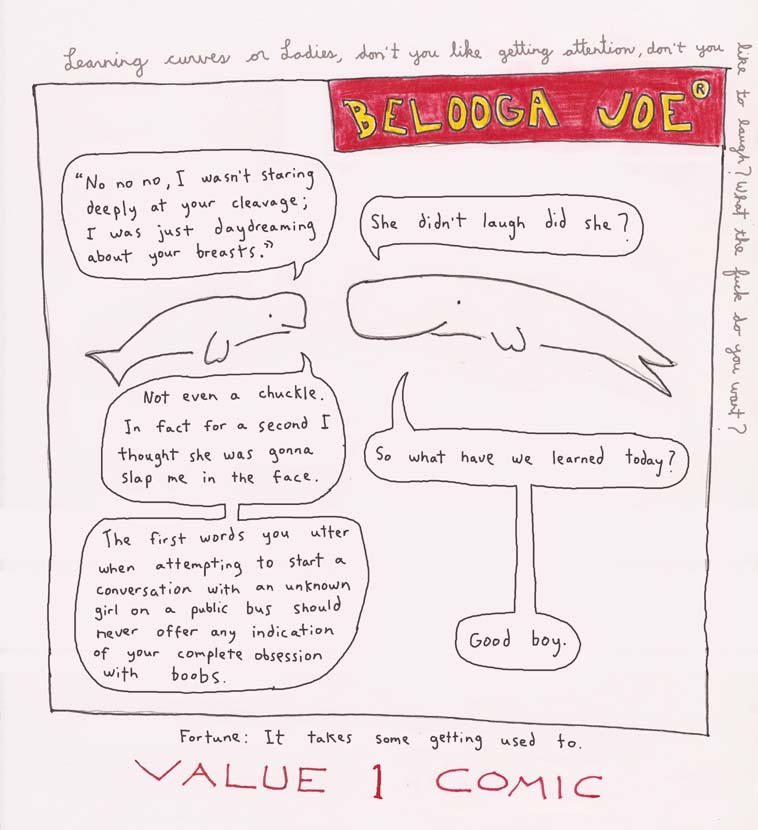 Learning curves or Ladies, don't you like getting attention, don't you
like to laugh? What the fuck do you want?
BELOOGA JOE®
"No no no, I wasn't staring
deeply at your cleavage;
I was just daydreaming
about your breasts."
She didn't laugh did she?
Not even a chuckle.
In fact for a second I
thought she was gonna
slap me in the face.
So what have we learned today?
The first words you utter
when attempting to start a
conversation with an unknown
girl on a public bus should
never offer any indication
of your complete obsession
with boobs.
Good boy.
Fortune: It takes some getting used to.
VALUE 1 COMIC